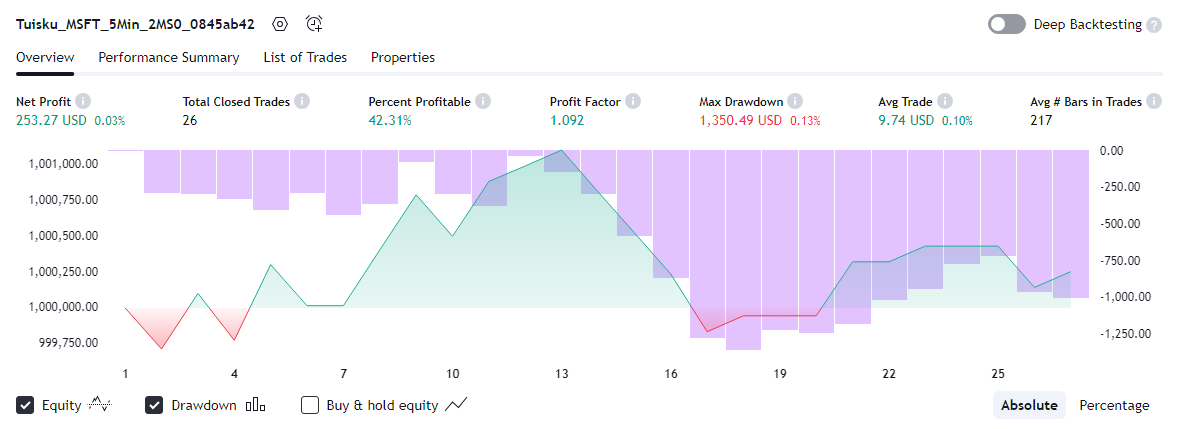 Tuisku_MSFT_5Min_2MS0_0845ab42
Deep Backtesting ?
Overview Performance Summary List of Trades Properties
Net Profit i Total Closed Trades i Percent Profitable i Profit Factor i Max Drawdown i Avg Trade i Avg # Bars in Trades i
253.27 USD 0.03% 26 42.31% 1.092 1,350.49 USD 0.13% 9.74 USD 0.10% 217
1,001,000.00 0.00
1,000,750.00 -250.00
1,000,500.00 -500.00
1,000,250.00 -750.00
1,000,000.00 -1,000.00
999,750.00 -1,250.00
1 4 7 10 13 16 19 22 25
Equity Drawdown Buy & hold equity Absolute Percentage